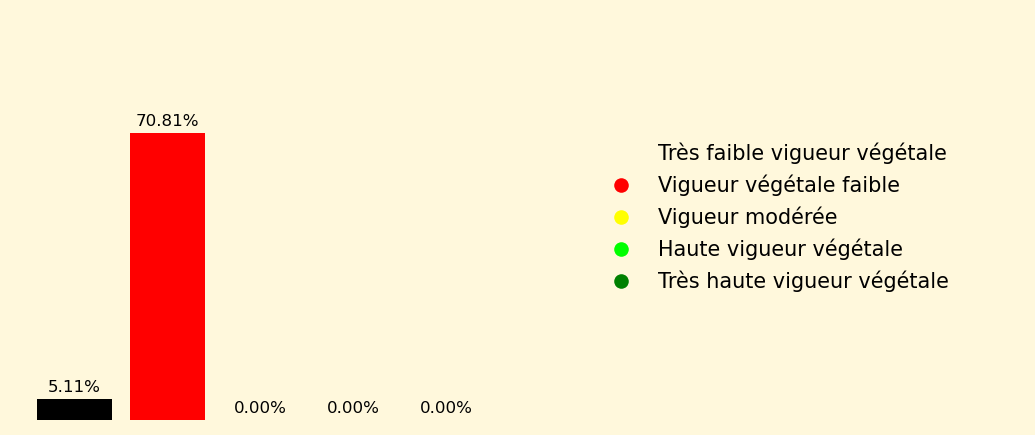 70.81%
5.11%
0.00%
0.00%
0.00%
Très faible vigueur végétale
Vigueur végétale faible
Vigueur modérée
Haute vigueur végétale
Très haute vigueur végétale